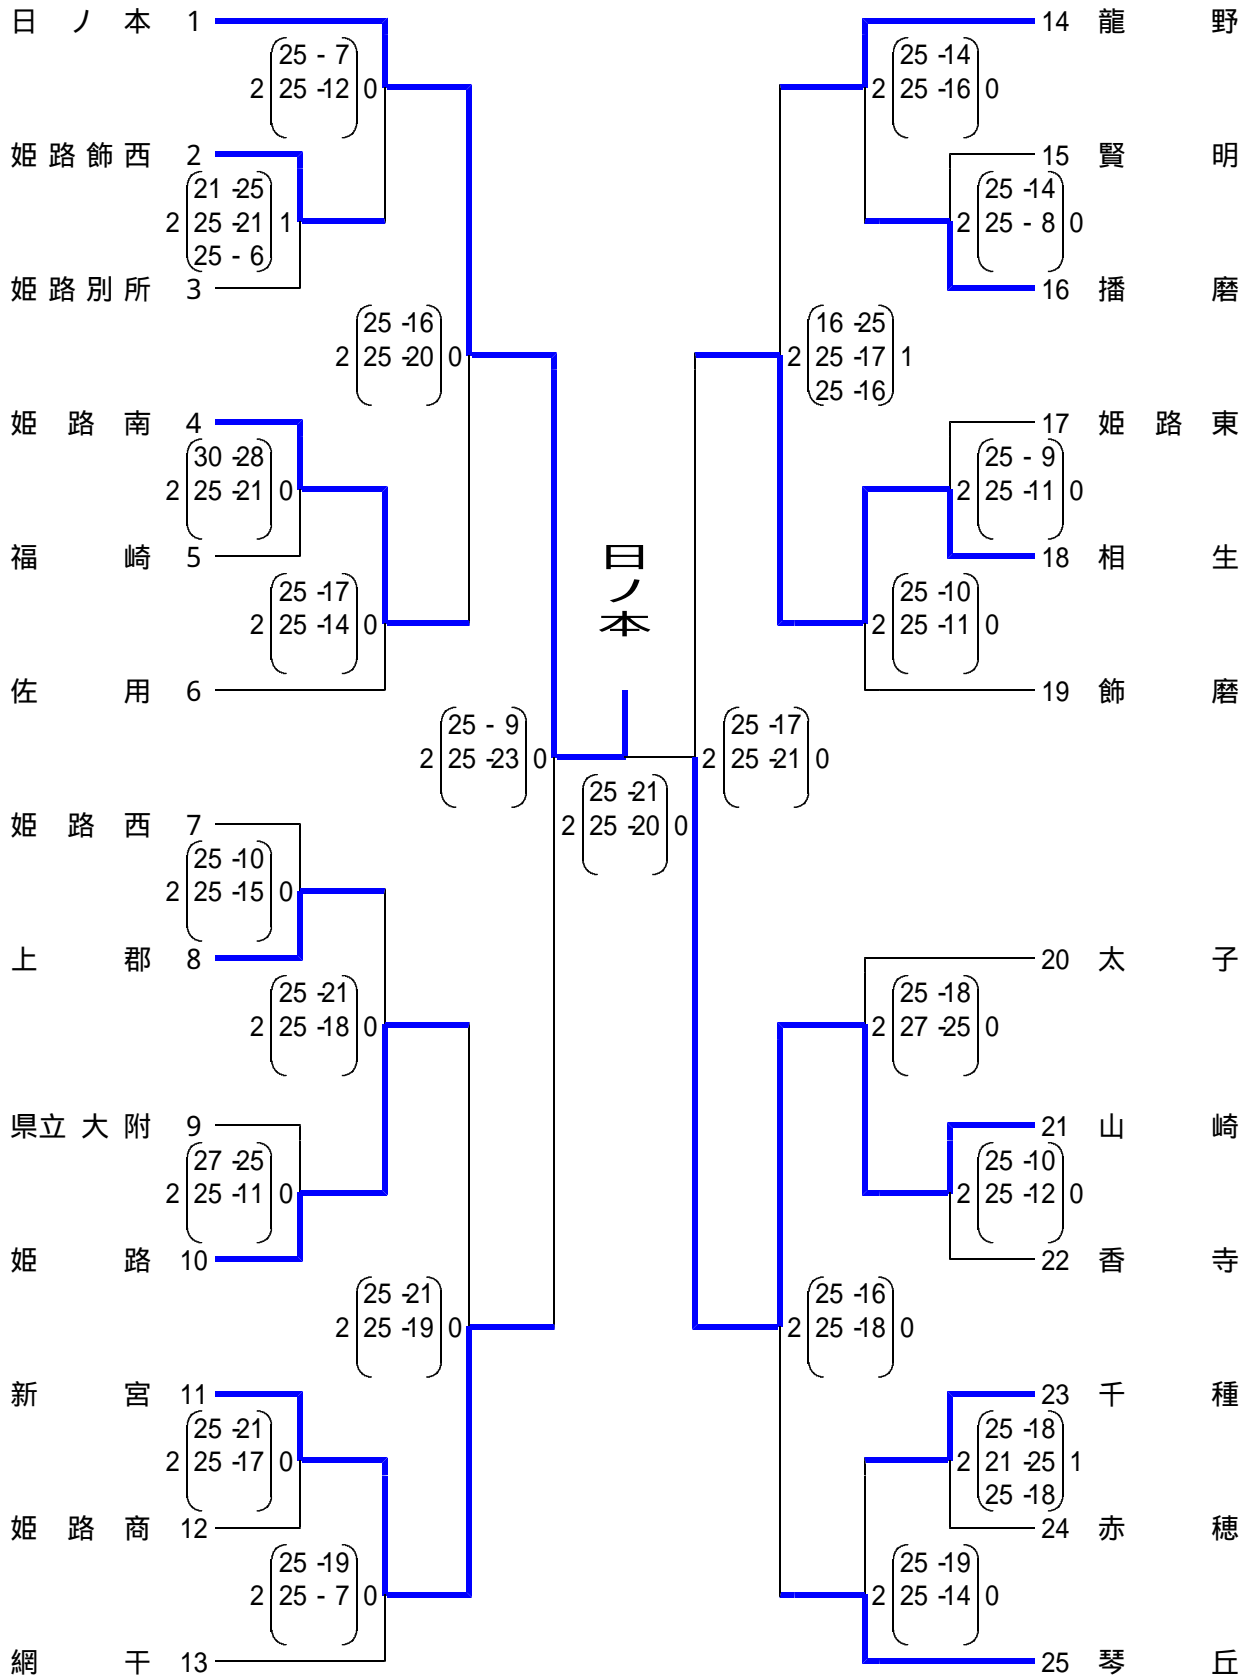 日ノ本 1
25 - 7
2 25 -12 0
姫路飾西 2
21 -25
2 25 -21 1
25 - 6
姫路別所 3
25 -16
2 25 -20 0
姫路南 4
30 -28
2 25 -21 0
福崎 5
25 -17
2 25 -14 0
佐用 6
25 - 9
2 25 -23 0
姫路西 7
25 -10
2 25 -15 0
上郡 8
25 -21
2 25 -18 0
県立大附 9
27 -25
2 25 -11 0
姫路 10
25 -21
2 25 -19 0
新宮 11
25 -21
2 25 -17 0
姫路商 12
25 -19
2 25 - 7 0
網干 13
日ノ本
25 -21
2 25 -20 0
14 龍野
25 -14
2 25 -16 0
15 賢明
25 -14
2 25 - 8 0
16 播磨
16 -25
2 25 -17 1
25 -16
17 姫路東
25 - 9
2 25 -11 0
18 相生
25 -10
2 25 -11 0
19 飾磨
25 -17
2 25 -21 0
20 太子
25 -18
2 27 -25 0
21 山崎
25 -10
2 25 -12 0
22 香寺
25 -16
2 25 -18 0
23 千種
25 -18
2 21 -25 1
25 -18
24 赤穂
25 -19
2 25 -14 0
25 琴丘